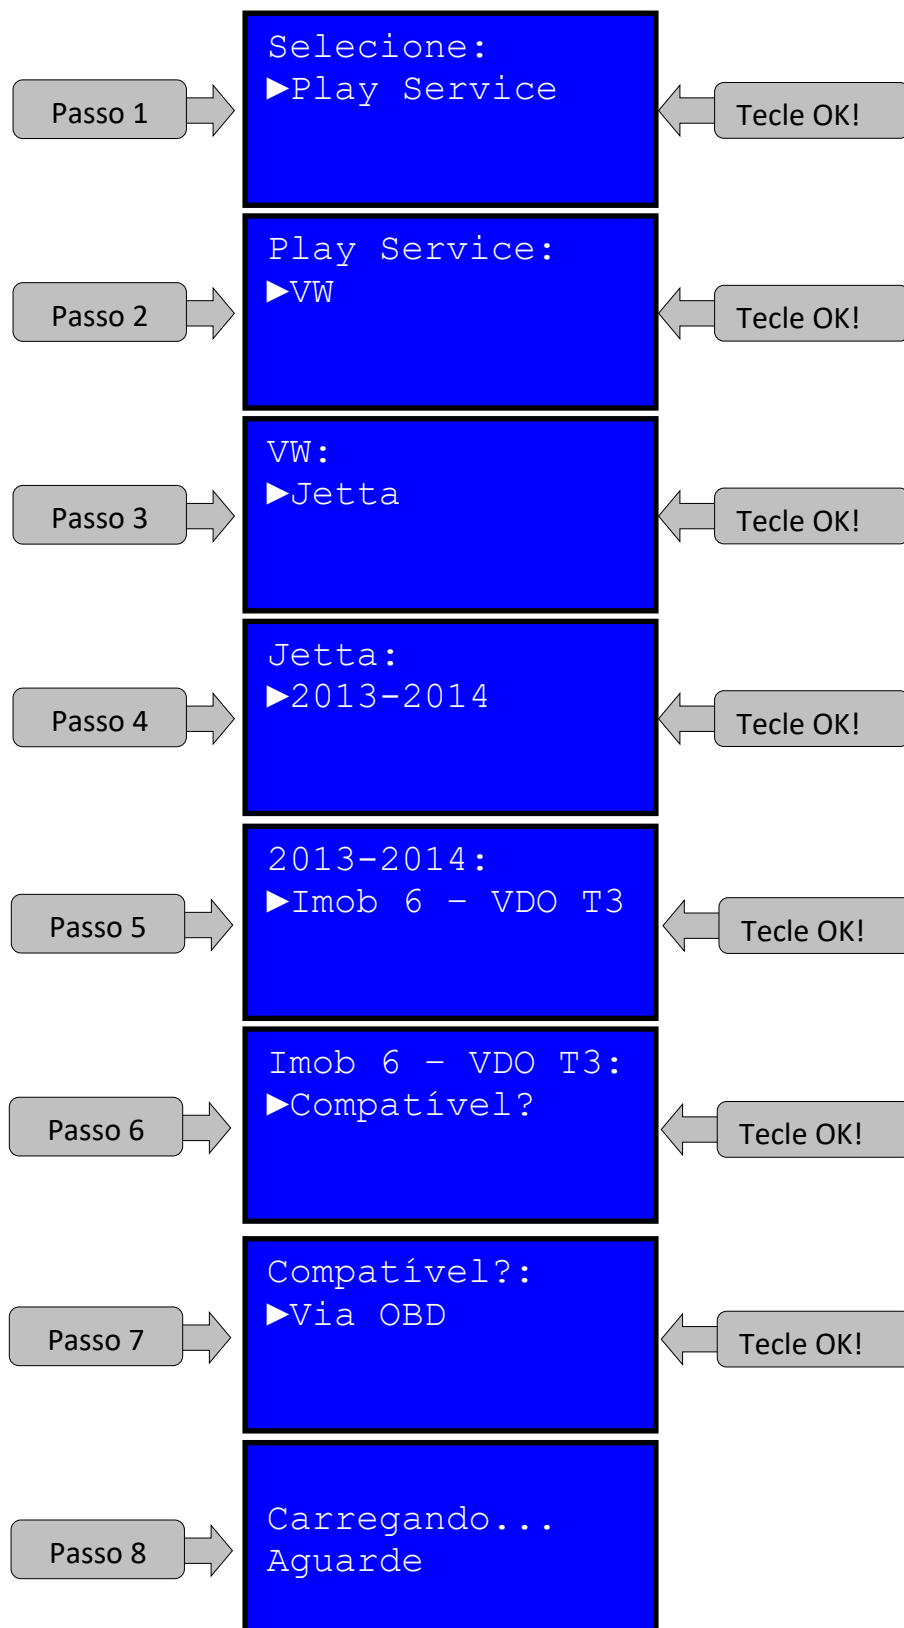 Selecione:
Passo 1
►Play Service
Tecle OK!
Play Service:
Passo 2
►VW
Tecle OK!
VW:
Passo 3
►Jetta
Tecle OK!
Jetta:
Passo 4
►2013-2014
Tecle OK!
2013-2014:
Passo 5
►Imob 6 – VDO T3
Tecle OK!
Imob 6 – VDO T3:
Passo 6
►Compatível?
Tecle OK!
Compatível?:
Passo 7
►Via OBD
Tecle OK!
Passo 8
Carregando...
Aguarde